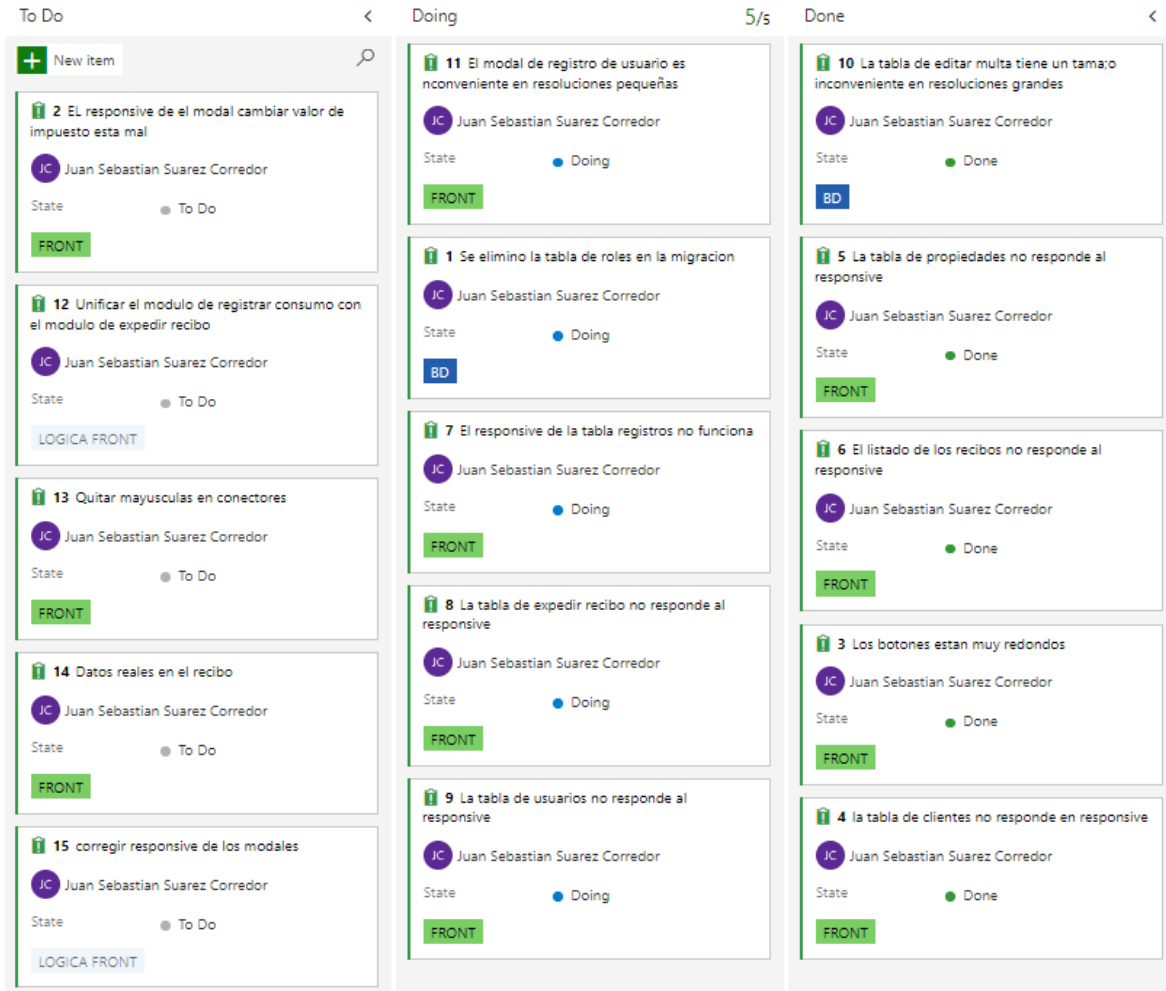 To Do
New item
2 EL responsive de el modal cambiar valor de
impuesto esta mal
JC Juan Sebastian Suarez Corredor
State To Do
FRONT
12 Unificar el modulo de registrar consumo con
el modulo de expedir recibo
JC Juan Sebastian Suarez Corredor
State To Do
LOGICA FRONT
13 Quitar mayusculas en conectores
JC Juan Sebastian Suarez Corredor
State To Do
FRONT
14 Datos reales en el recibo
JC Juan Sebastian Suarez Corredor
State To Do
FRONT
15 corregir responsive de los modales
JC Juan Sebastian Suarez Corredor
State To Do
LOGICA FRONT
Doing 5/5
11 El modal de registro de usuario es
nconveniente en resoluciones pequeñas
JC Juan Sebastian Suarez Corredor
State Doing
FRONT
1 Se elimino la tabla de roles en la migracion
JC Juan Sebastian Suarez Corredor
State Doing
BD
7 El responsive de la tabla registros no funciona
JC Juan Sebastian Suarez Corredor
State Doing
FRONT
8 La tabla de expedir recibo no responde al
responsive
JC Juan Sebastian Suarez Corredor
State Doing
FRONT
9 La tabla de usuarios no responde al
responsive
JC Juan Sebastian Suarez Corredor
State Doing
FRONT
Done
10 La tabla de editar multa tiene un tama;o
inconveniente en resoluciones grandes
JC Juan Sebastian Suarez Corredor
State Done
BD
5 La tabla de propiedades no responde al
responsive
JC Juan Sebastian Suarez Corredor
State Done
FRONT
6 El listado de los recibos no responde al
responsive
JC Juan Sebastian Suarez Corredor
State Done
FRONT
3 Los botones estan muy redondos
JC Juan Sebastian Suarez Corredor
State Done
FRONT
4 la tabla de clientes no responde en responsive
JC Juan Sebastian Suarez Corredor
State Done
FRONT